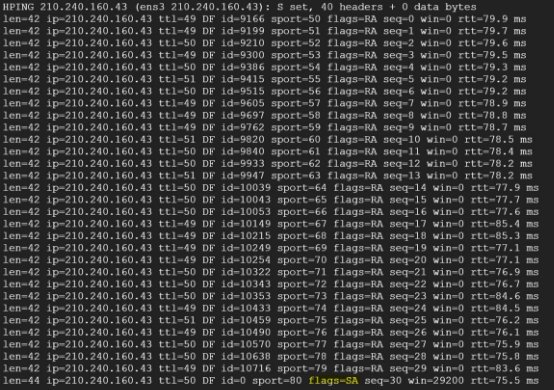 HPING 210.240.160.43 (ens3 210.240.160.43): S set, 40 headers + 0 data bytes
len=42 ip=210.240.160.43 ttl=49 DF id=9166 sport=50 flags=RA seq=0 win=0 rtt=79.9 ms
len=42 ip=210.240.160.43 ttl=49 DF id=9199 sport=51 flags=RA seq=1 win=0 rtt=79.7 ms
len=42 ip=210.240.160.43 ttl=50 DF id=9210 sport=52 flags=RA seq=2 win=0 rtt=79.6 ms
len=42 ip=210.240.160.43 ttl=49 DF id=9300 sport=53 flags=RA seq=3 win=0 rtt=79.5 ms
len=42 ip=210.240.160.43 ttl=50 DF id=9386 sport=54 flags=RA seq=4 win=0 rtt=79.3 ms
len=42 ip=210.240.160.43 ttl=51 DF id=9415 sport=55 flags=RA seq=5 win=0 rtt=79.2 ms
len=42 ip=210.240.160.43 ttl=50 DF id=9515 sport=56 flags=RA seq=6 win=0 rtt=79.2 ms
len=42 ip=210.240.160.43 ttl=49 DF id=9605 sport=57 flags=RA seq=7 win=0 rtt=78.9 ms
len=42 ip=210.240.160.43 ttl=49 DF id=9697 sport=58 flags=RA seq=8 win=0 rtt=78.8 ms
len=42 ip=210.240.160.43 ttl=49 DF id=9762 sport=59 flags=RA seq=9 win=0 rtt=78.7 ms
len=42 ip=210.240.160.43 ttl=51 DF id=9820 sport=60 flags=RA seq=10 win=0 rtt=78.5 ms
len=42 ip=210.240.160.43 ttl=50 DF id=9840 sport=61 flags=RA seq=11 win=0 rtt=78.4 ms
len=42 ip=210.240.160.43 ttl=50 DF id=9933 sport=62 flags=RA seq=12 win=0 rtt=78.2 ms
len=42 ip=210.240.160.43 ttl=51 DF id=9947 sport=63 flags=RA seq=13 win=0 rtt=78.2 ms
len=42 ip=210.240.160.43 ttl=50 DF id=10039 sport=64 flags=RA seq=14 win=0 rtt=77.9 ms
len=42 ip=210.240.160.43 ttl=50 DF id=10043 sport=65 flags=RA seq=15 win=0 rtt=77.7 ms
len=42 ip=210.240.160.43 ttl=50 DF id=10053 sport=66 flags=RA seq=16 win=0 rtt=77.6 ms
len=42 ip=210.240.160.43 ttl=49 DF id=10149 sport=67 flags=RA seq=17 win=0 rtt=85.4 ms
len=42 ip=210.240.160.43 ttl=49 DF id=10215 sport=68 flags=RA seq=18 win=0 rtt=85.3 ms
len=42 ip=210.240.160.43 ttl=49 DF id=10249 sport=69 flags=RA seq=19 win=0 rtt=77.1 ms
len=42 ip=210.240.160.43 ttl=49 DF id=10254 sport=70 flags=RA seq=20 win=0 rtt=77.1 ms
len=42 ip=210.240.160.43 ttl=50 DF id=10322 sport=71 flags=RA seq=21 win=0 rtt=76.9 ms
len=42 ip=210.240.160.43 ttl=50 DF id=10343 sport=72 flags=RA seq=22 win=0 rtt=76.7 ms
len=42 ip=210.240.160.43 ttl=50 DF id=10353 sport=73 flags=RA seq=23 win=0 rtt=84.6 ms
len=42 ip=210.240.160.43 ttl=49 DF id=10433 sport=74 flags=RA seq=24 win=0 rtt=84.5 ms
len=42 ip=210.240.160.43 ttl=51 DF id=10459 sport=75 flags=RA seq=25 win=0 rtt=76.2 ms
len=42 ip=210.240.160.43 ttl=49 DF id=10490 sport=76 flags=RA seq=26 win=0 rtt=76.1 ms
len=42 ip=210.240.160.43 ttl=50 DF id=10570 sport=77 flags=RA seq=27 win=0 rtt=75.9 ms
len=42 ip=210.240.160.43 ttl=50 DF id=10638 sport=78 flags=RA seq=28 win=0 rtt=75.8 ms
len=42 ip=210.240.160.43 ttl=49 DF id=10716 sport=79 flags=RA seq=29 win=0 rtt=83.6 ms
len=44 ip=210.240.160.43 ttl=50 DF id=0 sport=80 flags=SA seq=30 win=29200 rtt=75.5 ms